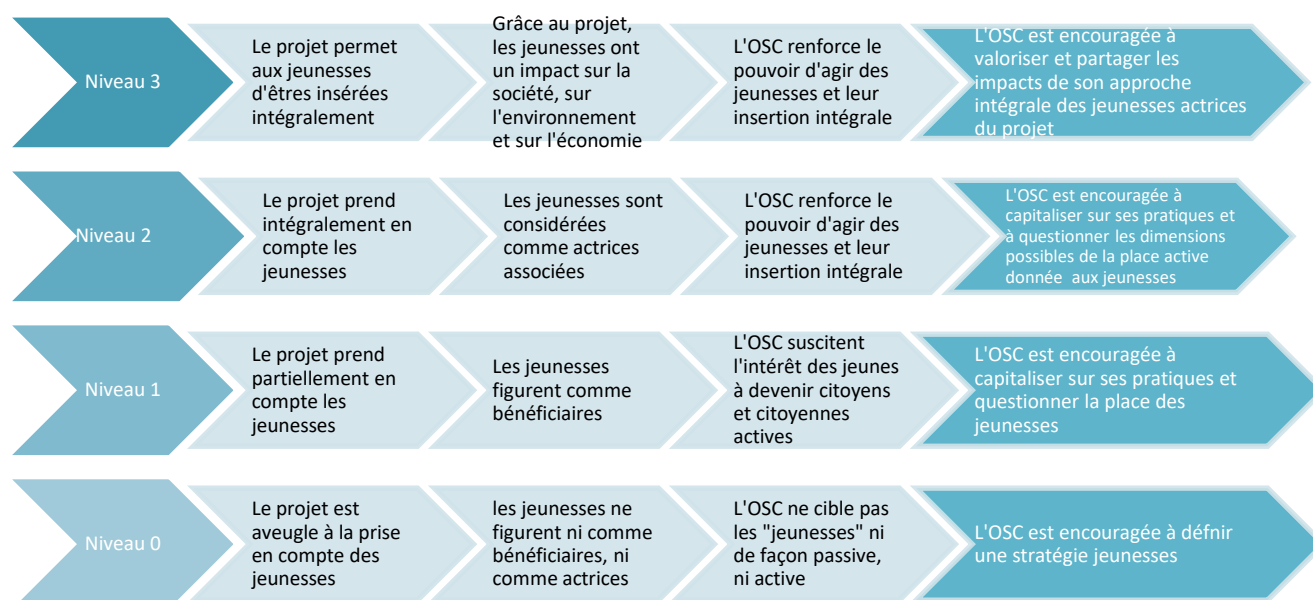 Niveau 3
Le projet permet
aux jeunesses
d'êtres insérées
intégralement
Grâce au projet,
les jeunesses ont
un impact sur la
société, sur
l'environnement
et sur l'économie
L'OSC renforce le
pouvoir d'agir des
jeunesses et leur
insertion intégrale
L'OSC est encouragée à
valoriser et partager les
impacts de son approche
intégrale des jeunesses actrices
du projet
Niveau 2
Le projet prend
intégralement en
compte les
jeunesses
Les jeunesses sont
considérées
comme actrices
associées
L'OSC renforce le
pouvoir d'agir des
jeunesses et leur
insertion intégrale
L'OSC est encouragée à
capitaliser sur ses pratiques et
à questionner les dimensions
possibles de la place active
donnée  aux jeunesses
Niveau 1
Le projet prend
partiellement en
compte les
jeunesses
Les jeunesses
figurent comme
bénéficiaires
L'OSC suscitent
l'intérêt des jeunes
à devenir citoyens
et citoyennes
actives
L'OSC est encouragée à
capitaliser sur ses pratiques et
questionner la place des
jeunesses
Niveau 0
Le projet est
aveugle à la prise
en compte des
jeunesses
les jeunesses ne
figurent ni comme
bénéficiaires, ni
comme actrices
L'OSC ne cible pas
les "jeunesses" ni
de façon passive,
ni active
L'OSC est encouragée à défnir
une stratégie jeunesses